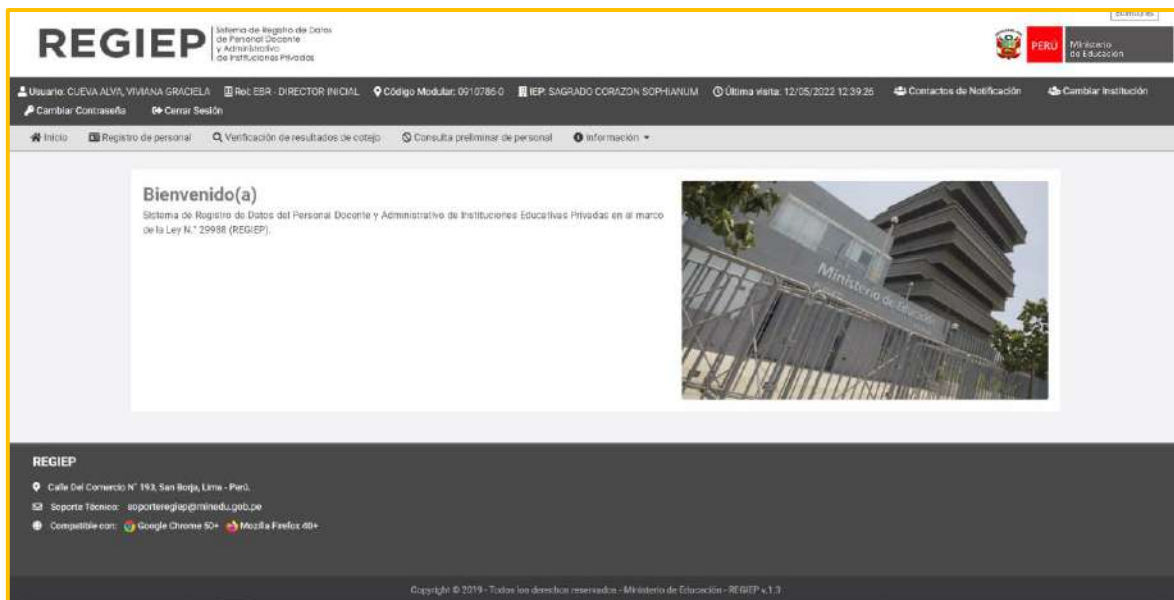 REGIEP
Sistema de Registro de Datos
de Personal Docente
y Administrativo
de Instituciones Privadas
PERÚ
Ministerio
de Educación
Usuario: CUEVA ALVA, VIVIANA GRACIELA Rol: EBR - DIRECTOR INICIAL Código Modular: 0910786-0 IEP: SAGRADO CORAZON SOPHIANUM Última visita: 12/05/2022 12:39:26 Contactos de Notificación Cambiar Institución
Cambiar Contraseña Cerrar Sesión
Inicio Registro de personal Verificación de resultados de cotejo Consulta preliminar de personal Información
Bienvenido(a)
Sistema de Registro de Datos del Personal Docente y Administrativo de Instituciones Educativas Privadas en el marco
de la Ley N.° 29988 (REGIEP).
Ministerio de Educación
REGIEP
Calle Del Comercio N° 193, San Borja, Lima - Perú.
Soporte Técnico: soporteregiep@minedu.gob.pe
Compatible con: Google Chrome 50+ Mozilla Firefox 40+
Copyright © 2019 - Todos los derechos reservados - Ministerio de Educación - REGIEP v.1.3